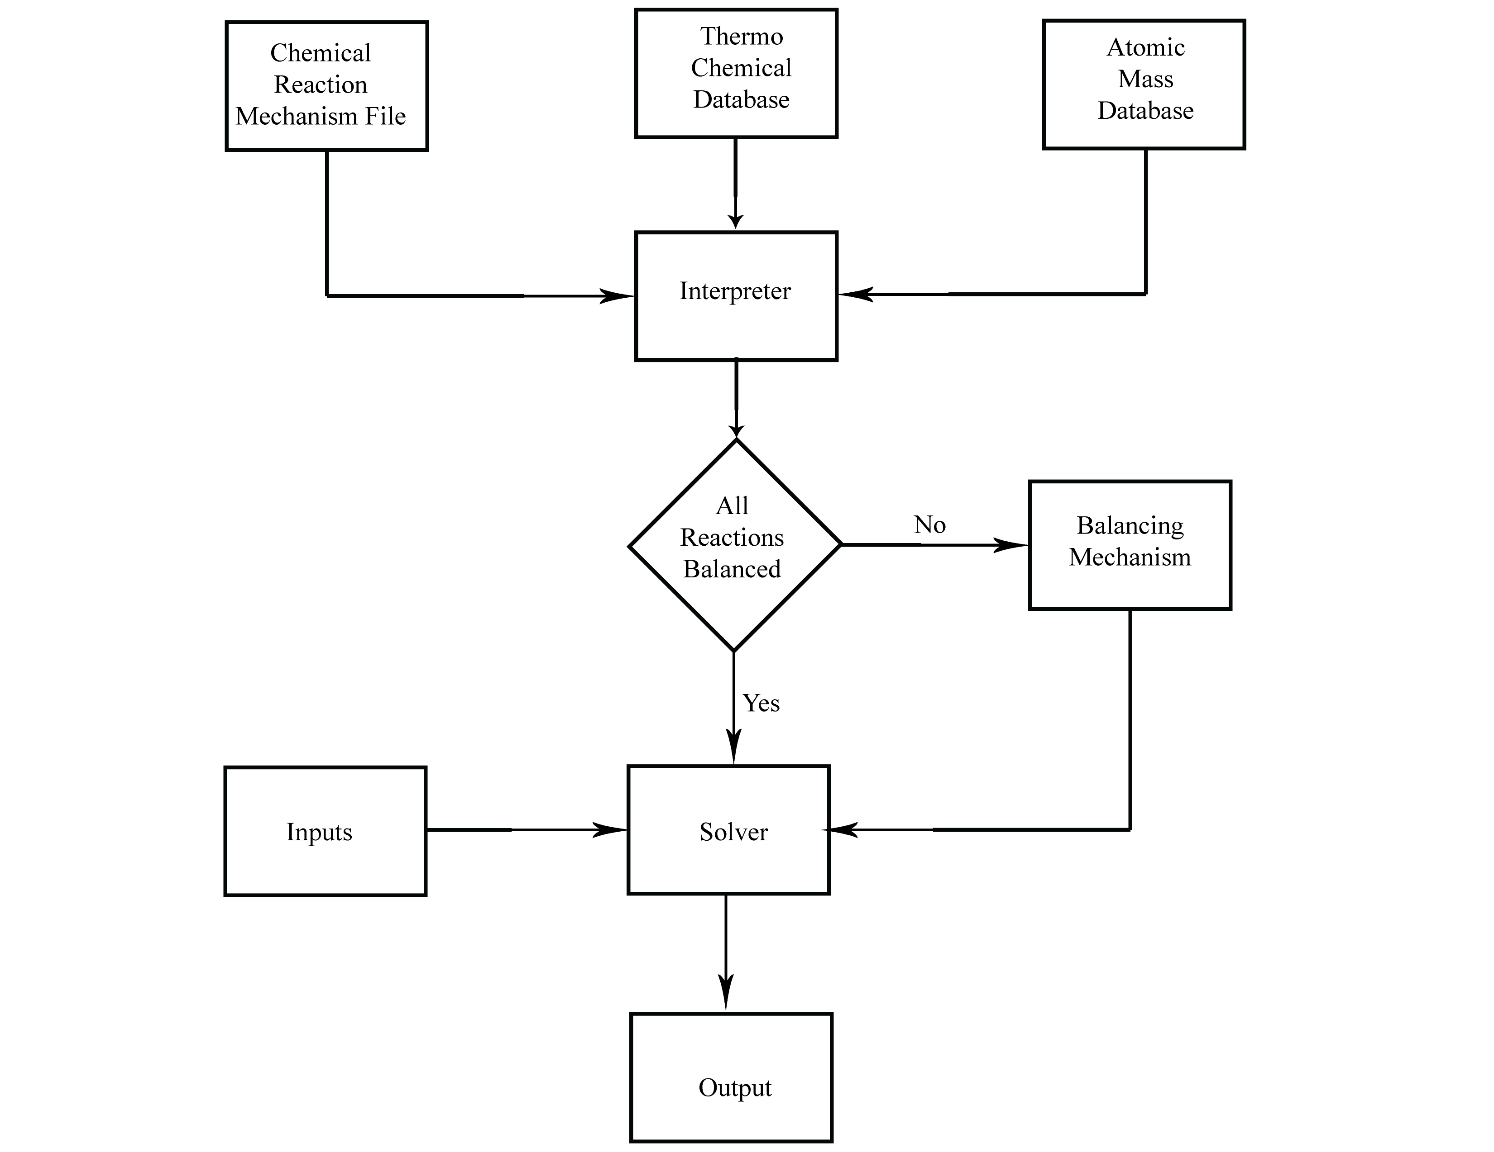 Chemical
Reaction
Mechanism File
Thermo
Chemical
Database
Atomic
Mass
Database
Interpreter
All
Reactions
Balanced
No
Balancing
Mechanism
Yes
Inputs
Solver
Output